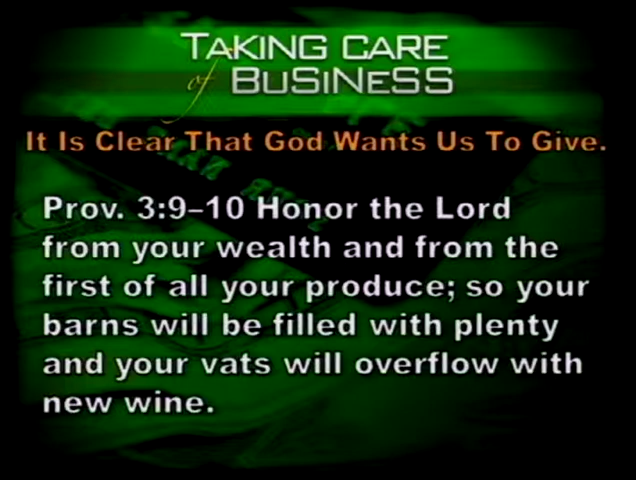 TAKING CARE
of BUSINESS
It Is Clear That God Wants Us To Give.
Prov. 3:9–10 Honor the Lord
from your wealth and from the
first of all your produce; so your
barns will be filled with plenty
and your vats will overflow with
new wine.